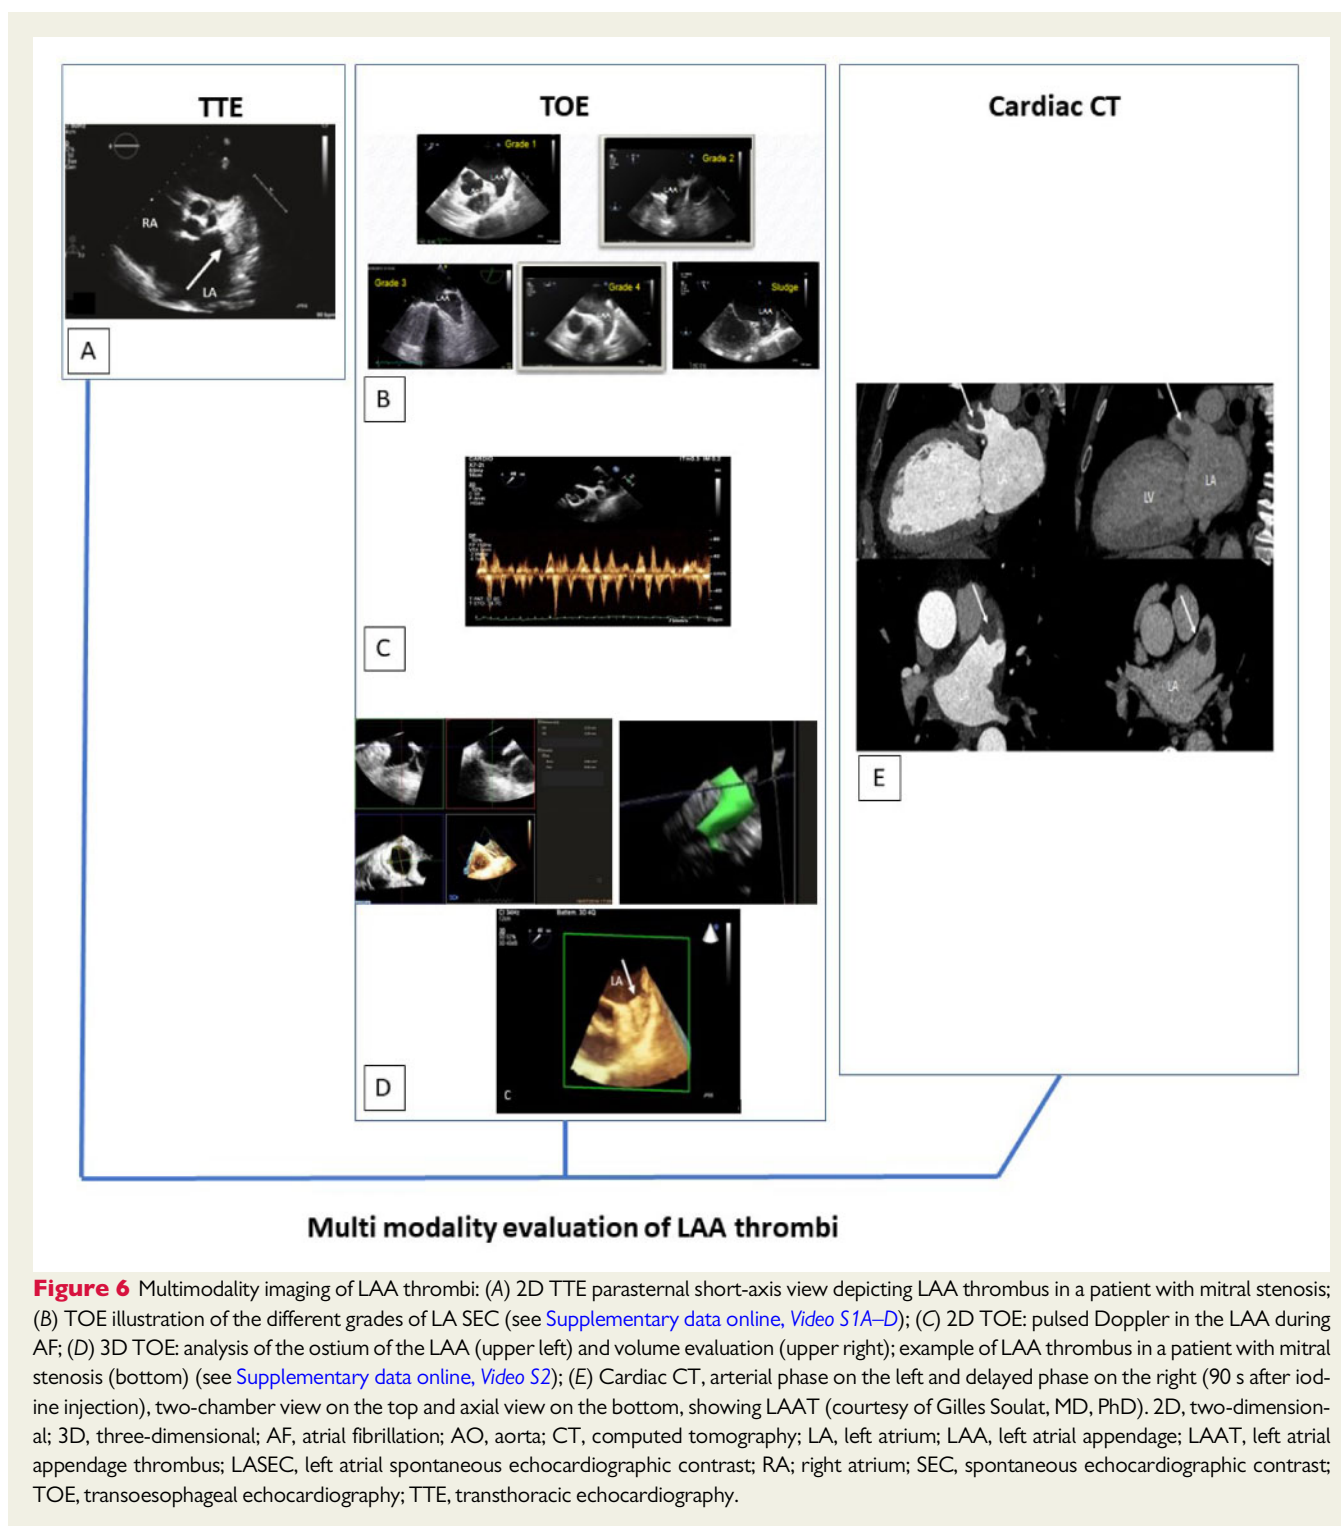 TTE
RA
LA
A
TOE
Grade 1
LAA
Grade 2
LAA
Grade 3
LAA
Grade 4
LAA
Sludge
LAA
B
CARDIO
C
LA
C
D
Cardiac CT
LA
LV
LA
LA
E
Multi modality evaluation of LAA thrombi
Figure 6 Multimodality imaging of LAA thrombi: (A) 2D TTE parasternal short-axis view depicting LAA thrombus in a patient with mitral stenosis;
(B) TOE illustration of the different grades of LA SEC (see Supplementary data online, Video S1A–D); (C) 2D TOE: pulsed Doppler in the LAA during
AF; (D) 3D TOE: analysis of the ostium of the LAA (upper left) and volume evaluation (upper right); example of LAA thrombus in a patient with mitral
stenosis (bottom) (see Supplementary data online, Video S2); (E) Cardiac CT, arterial phase on the left and delayed phase on the right (90 s after iod-
ine injection), two-chamber view on the top and axial view on the bottom, showing LAAT (courtesy of Gilles Soulat, MD, PhD). 2D, two-dimension-
al; 3D, three-dimensional; AF, atrial fibrillation; AO, aorta; CT, computed tomography; LA, left atrium; LAA, left atrial appendage; LAAT, left atrial
appendage thrombus; LASEC, left atrial spontaneous echocardiographic contrast; RA; right atrium; SEC, spontaneous echocardiographic contrast;
TOE, transoesophageal echocardiography; TTE, transthoracic echocardiography.